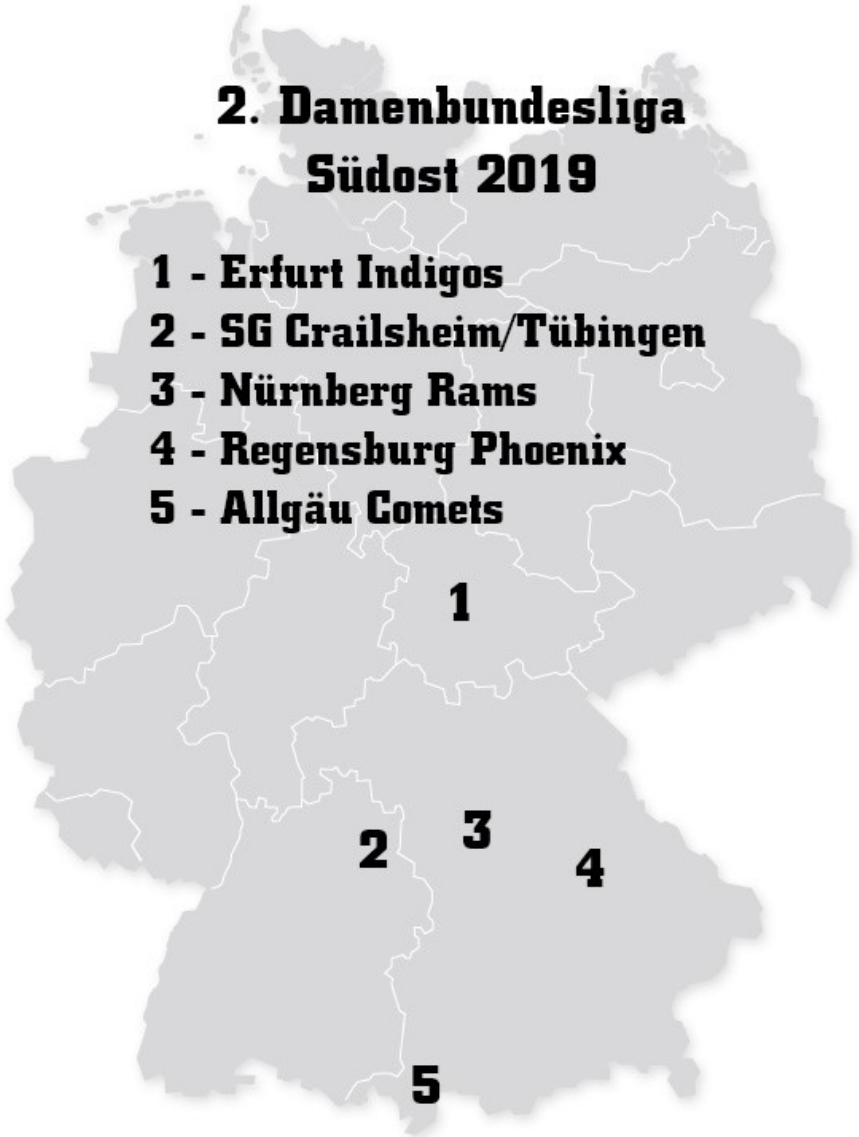 2. Damenbundesliga
Südost 2019
1 - Erfurt Indigos
2 - SG Crailsheim/Tübingen
3 - Nürnberg Rams
4 - Regensburg Phoenix
5 - Allgäu Comets
1
2
3
4
5